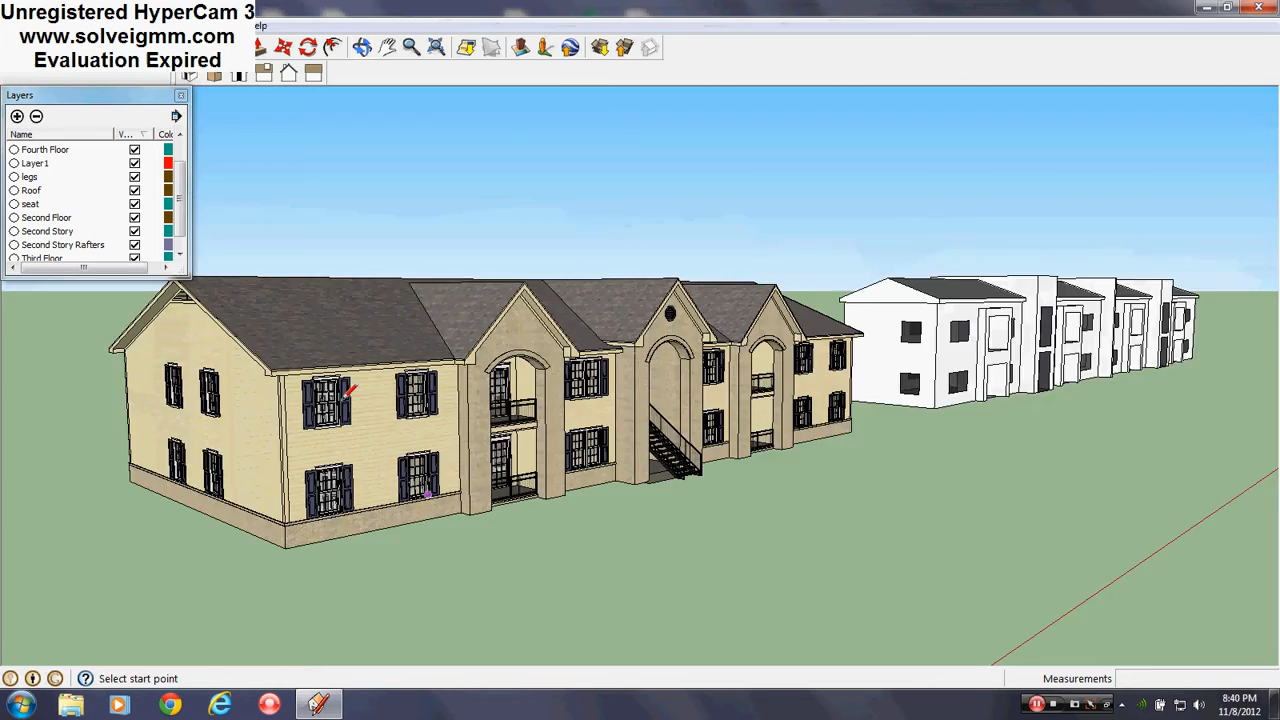 Unregistered HyperCam 3
www.solveigmm.com
Evaluation Expired
elp
Layers
Name V... Colo
Fourth Floor
Layer1
legs
Roof
seat
Second Floor
Second Story
Second Story Rafters
Third Floor
Select start point
Measurements
8:40 PM
11/8/2012